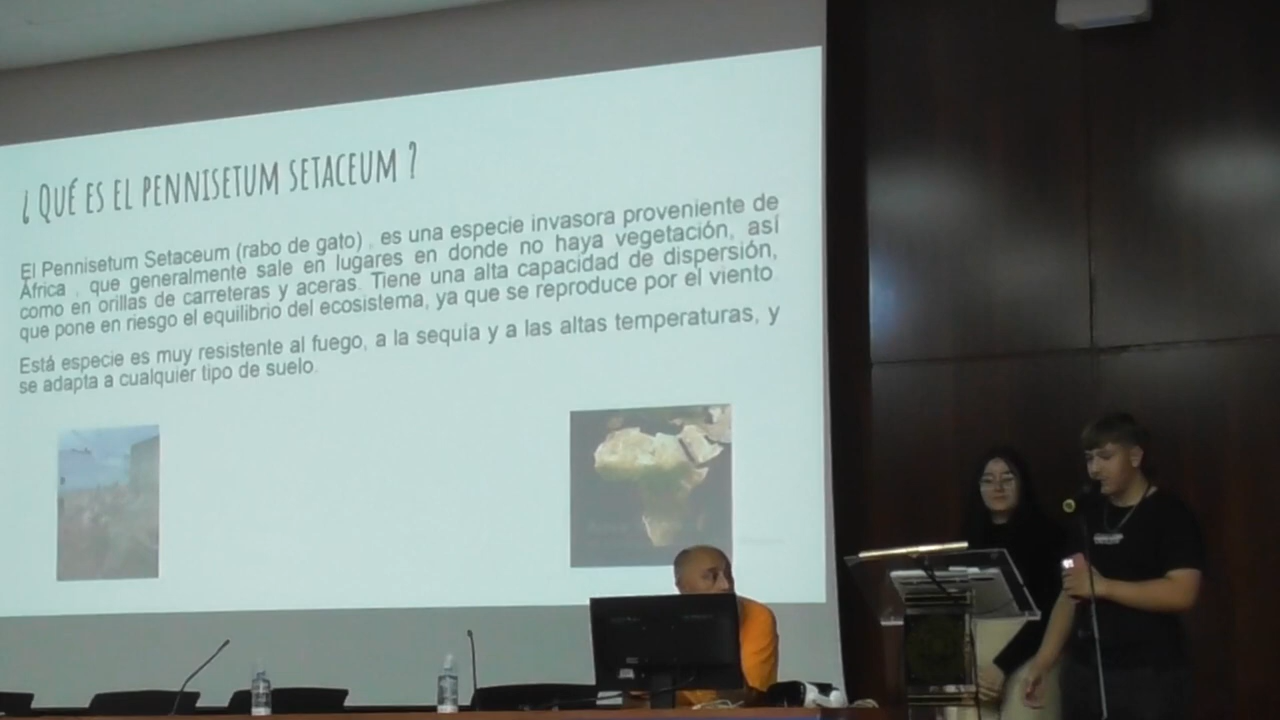 ¿ QUÉ ES EL PENNISETUM SETACEUM ?
El Pennisetum Setaceum (rabo de gato) , es una especie invasora proveniente de
África , que generalmente sale en lugares en donde no haya vegetación, así
como en orillas de carreteras y aceras. Tiene una alta capacidad de dispersión,
que pone en riesgo el equilibrio del ecosistema, ya que se reproduce por el viento
Está especie es muy resistente al fuego, a la sequía y a las altas temperaturas, y
se adapta a cualquier tipo de suelo.